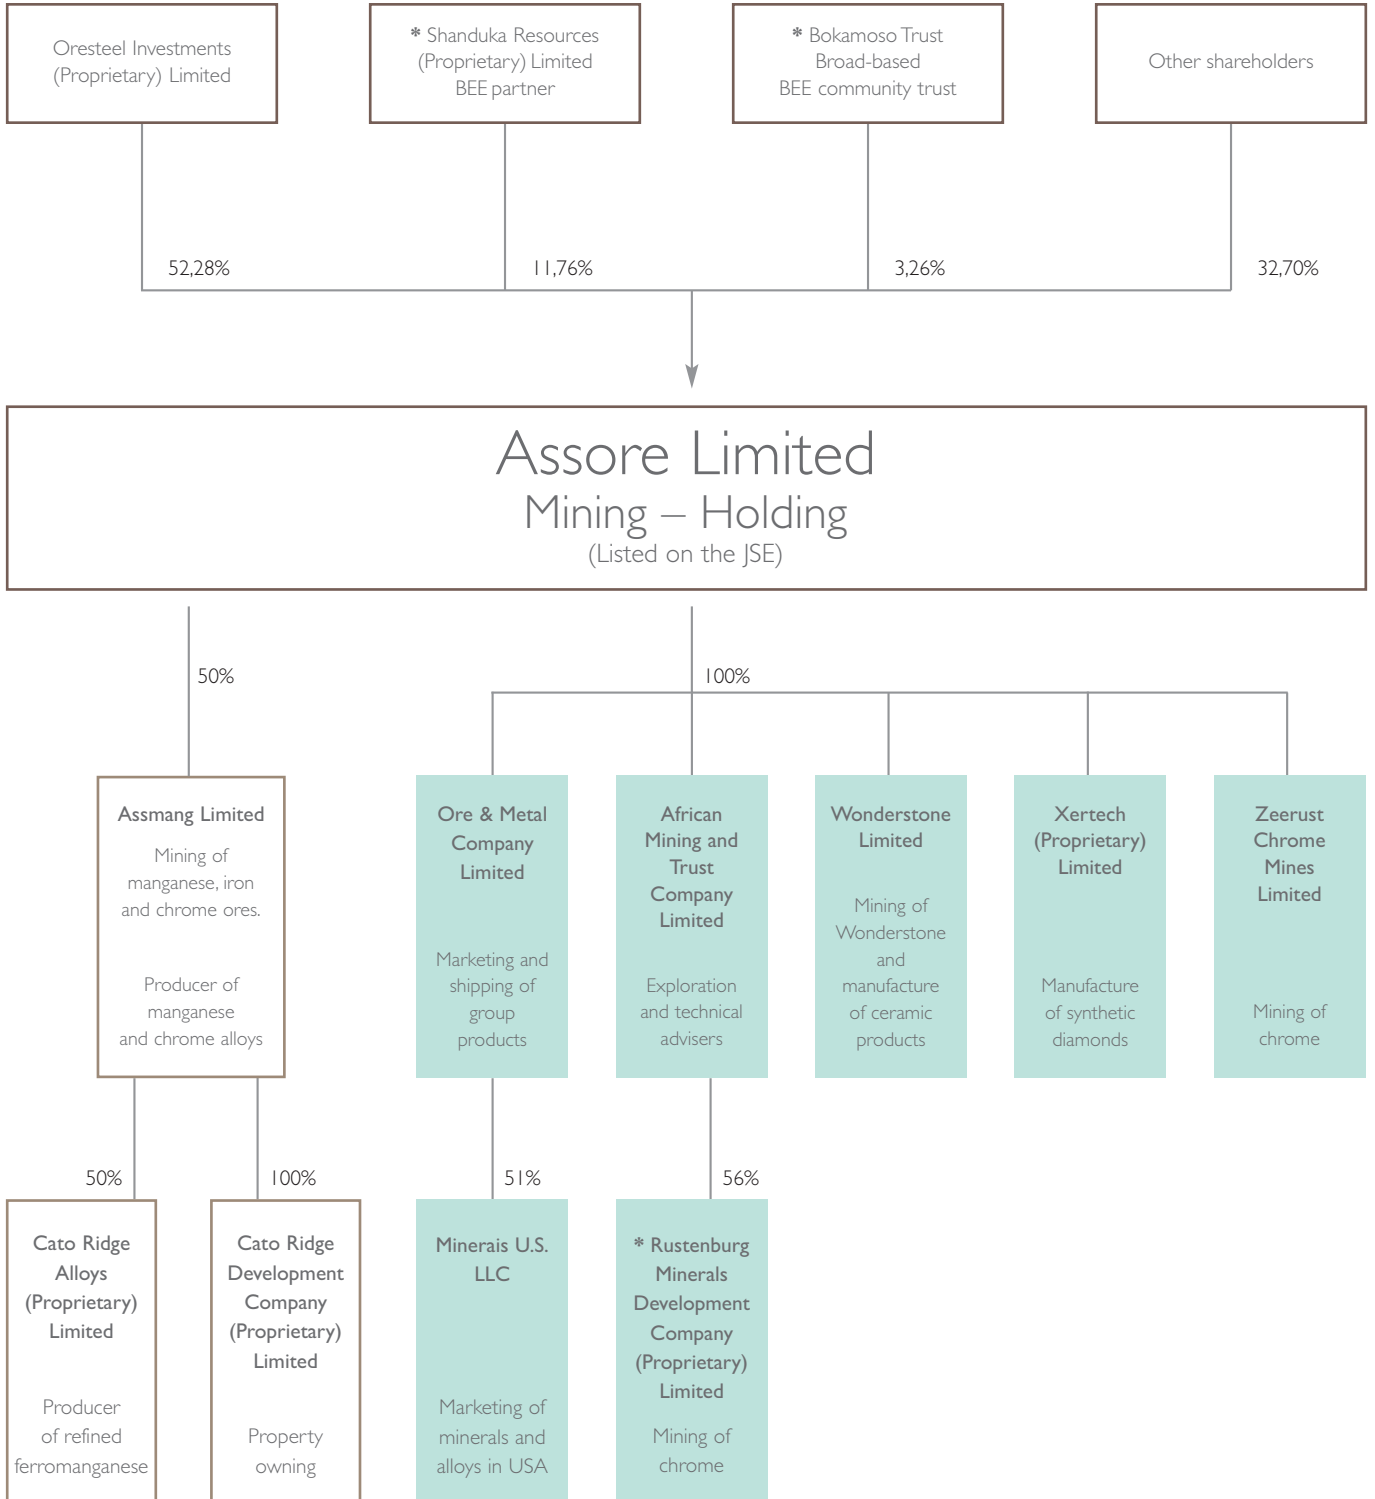 Oresteel Investments
(Proprietary) Limited
* Shanduka Resources
(Proprietary) Limited
BEE partner
* Bokamoso Trust
Broad-based
BEE community trust
Other shareholders
52,28%
11,76%
3,26%
32,70%
Assore Limited
Mining – Holding
(Listed on the JSE)
50%
100%
Assmang Limited
Mining of
manganese, iron
and chrome ores.
Producer of
manganese
and chrome alloys
Ore & Metal
Company
Limited
Marketing and
shipping of
group
products
African
Mining and
Trust
Company
Limited
Exploration
and technical
advisers
Wonderstone
Limited
Mining of
Wonderstone
and
manufacture
of ceramic
products
Xertech
(Proprietary)
Limited
Manufacture
of synthetic
diamonds
Zeerust
Chrome
Mines
Limited
Mining of
chrome
50%
100%
51%
56%
Cato Ridge
Alloys
(Proprietary)
Limited
Producer
of refined
ferromanganese
Cato Ridge
Development
Company
(Proprietary)
Limited
Property
owning
Minerais U.S.
LLC
Marketing of
minerals and
alloys in USA
* Rustenburg
Minerals
Development
Company
(Proprietary)
Limited
Mining of
chrome